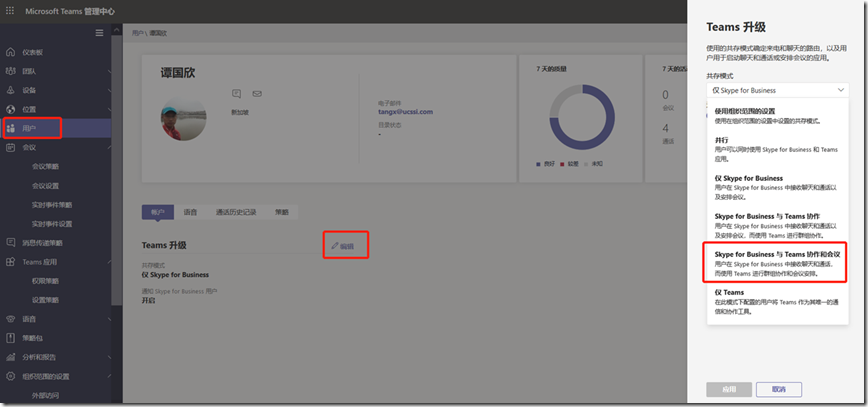 Microsoft Teams 管理中心
仪表板
团队
设备
位置
用户
会议
会议策略
会议设置
实时事件策略
实时事件设置
消息传递策略
Teams 应用
权限策略
设置策略
语音
策略包
分析和报告
组织范围的设置
外部访问
用户 \ 谭国欣
谭国欣
新加坡
电子邮件
tangx@ucssi.com
目录状态
-
7 天的质量
良好
较差
未知
0
会议
4
通话
帐户
语音
通话历史记录
策略
Teams 升级
编辑
共存模式
仅 Skype for Business
通知 Skype for Business 用户
开启
Teams 升级
使用的共存模式确定来电和聊天的路由，以及用
户用于启动聊天和通话或安排会议的应用。
共存模式
仅 Skype for Business
使用组织范围的设置
使用在组织范围的设置中设置的共存模式。
并行
用户可以同时使用 Skype for Business 和 Teams
应用。
仅 Skype for Business
用户在 Skype for Business 中接收聊天和通话以
及安排会议。
Skype for Business 与 Teams 协作
用户在 Skype for Business 中接收聊天和通话以
及安排会议，而使用 Teams 进行群组协作。
Skype for Business 与 Teams 协作和会议
用户在 Skype for Business 中接收聊天和通话，
而使用 Teams 进行群组协作和会议安排。
仅 Teams
在此模式下配置的用户将 Teams 作为其唯一的通
信和协作工具。
应用
取消